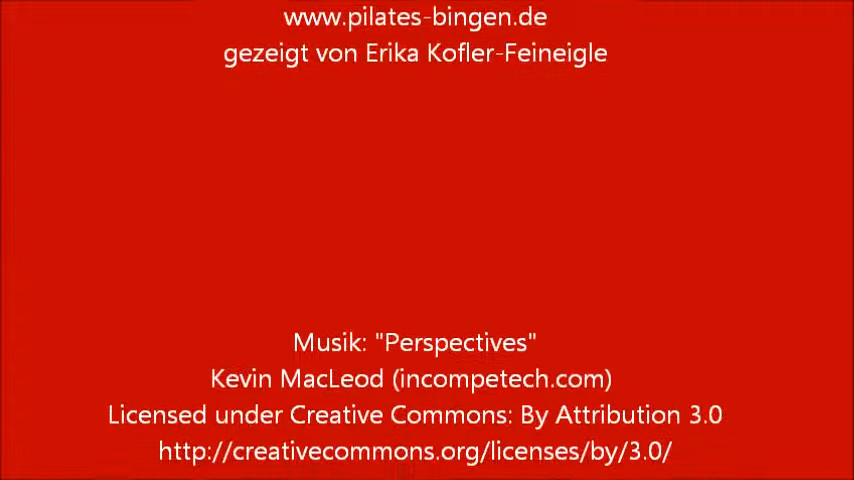 www.pilates-bingen.de
gezeigt von Erika Kofler-Feineigle
Musik: "Perspectives"
Kevin MacLeod (incompetech.com)
Licensed under Creative Commons: By Attribution 3.0
http://creativecommons.org/licenses/by/3.0/